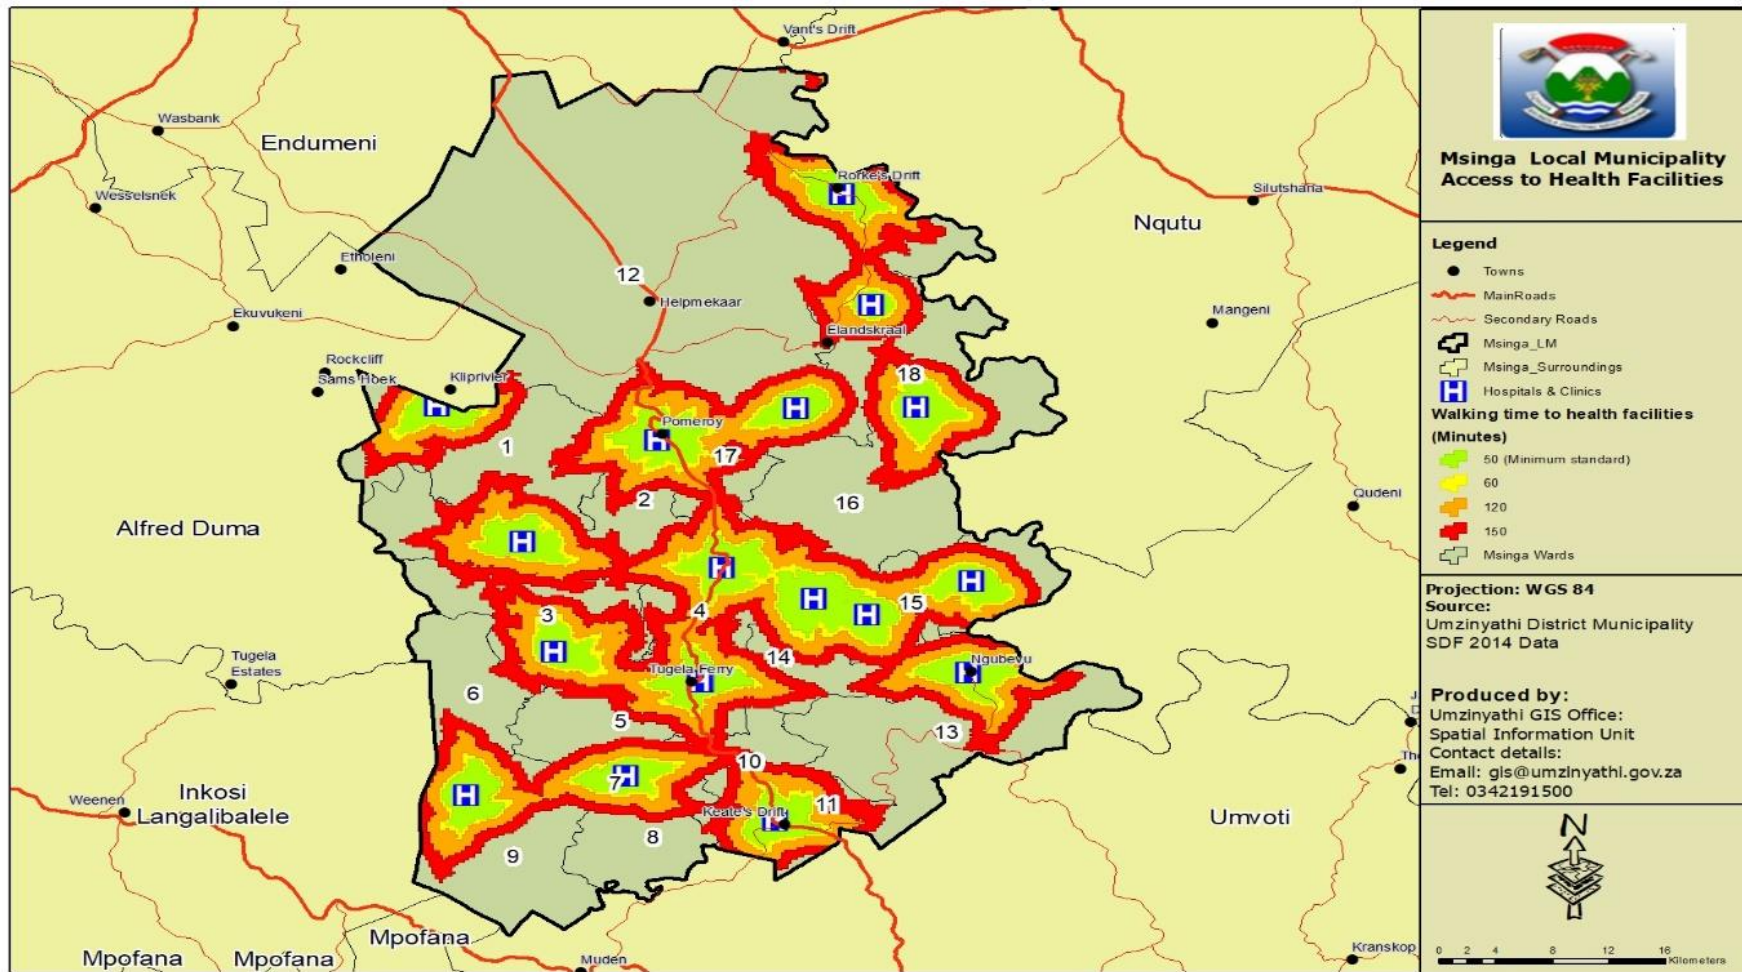 Vant's Drift
Wasbank
Endumeni
Rorke's Drift
Wesselsnek
Silutshana
Nqutu
Etholeni
12
Helpmekaar
Ekuvukeni
Mangeni
Elandskraal
Rockcliff
Sams Hoek
Kliprivier
18
Pomeroy
1
17
2
16
Qudeni
Alfred Duma
3
4
15
14
Tugela
Estates
Tugela Ferry
Ngubevu
6
5
13
10
7
Weenen
Inkosi
Langalibalele
Keate's Drift
11
Umvoti
8
9
Mpofana
Mpofana
Mpofana
Muden
Kranskop
Msinga Local Municipality
Access to Health Facilities
Legend
Towns
MainRoads
Secondary Roads
Msinga_LM
Msinga_Surroundings
H Hospitals & Clinics
Walking time to health facilities
(Minutes)
50 (Minimum standard)
60
120
150
Msinga Wards
Projection: WGS 84
Source:
Umzinyathi District Municipality
SDF 2014 Data
Produced by:
Umzinyathi GIS Office:
Spatial Information Unit
Contact details:
Email: gis@umzinyathi.gov.za
Tel: 0342191500
N
0 2 4 8 12 16
Kilometers